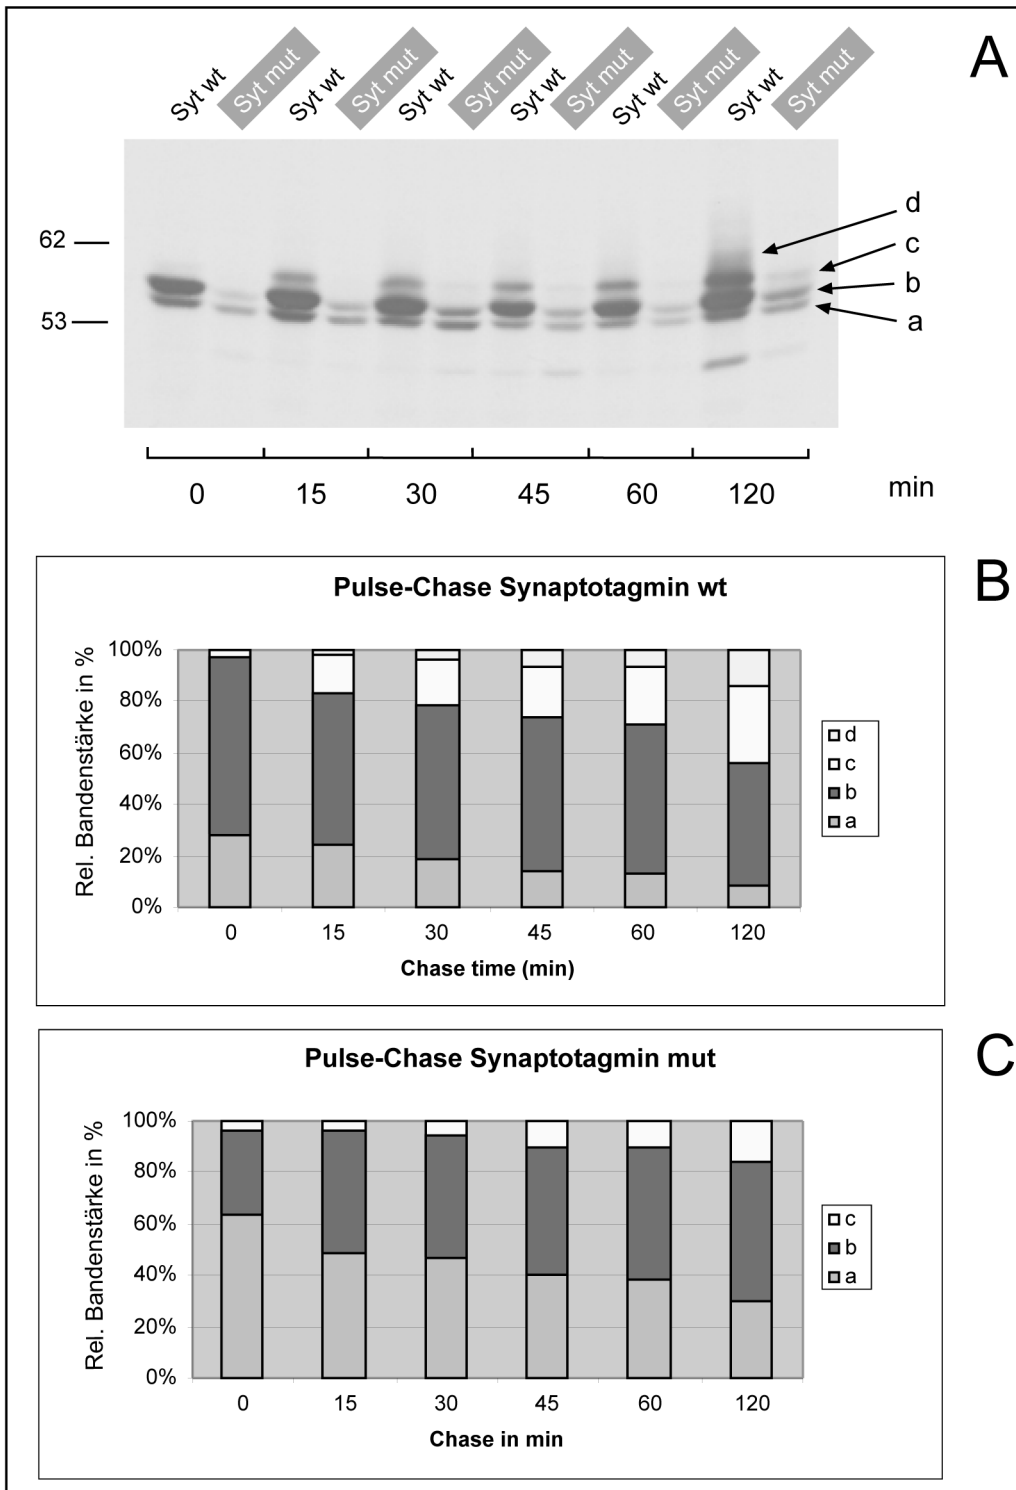 A
Syt wt Syt mut Syt wt Syt mut Syt wt Syt mut Syt wt Syt mut Syt wt Syt mut Syt wt Syt mut
d
62
c
b
53
a
0 15 30 45 60 120 min
B
Pulse-Chase Synaptotagmin wt
Rel. Bandenstärke in %
100%
80%
60%
40%
20%
0%
0 15 30 45 60 120
Chase time (min)
d
c
b
a
C
Pulse-Chase Synaptotagmin mut
Rel. Bandenstärke in %
100%
80%
60%
40%
20%
0%
0 15 30 45 60 120
Chase in min
c
b
a